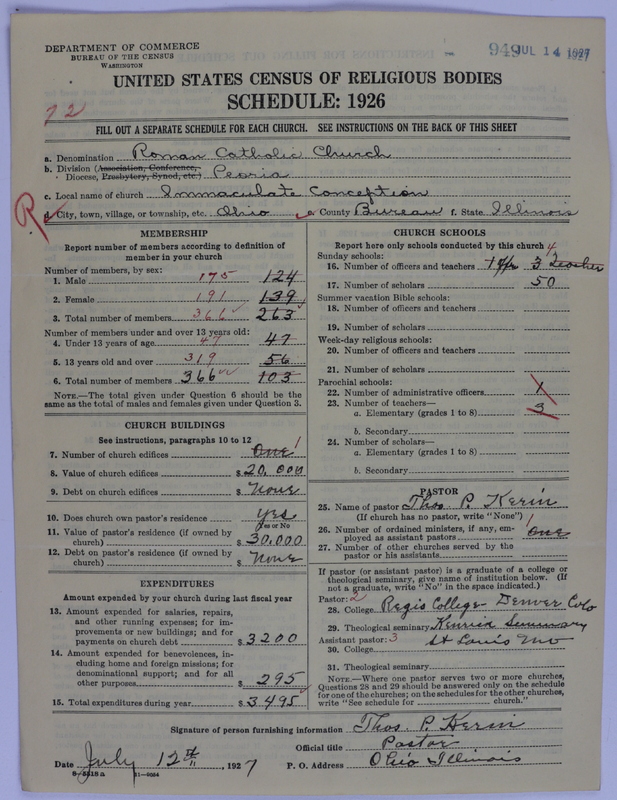 DEPARTMENT OF COMMERCE
BUREAU OF THE CENSUS
WASHINGTON
949 JUL 14 1927
UNITED STATES CENSUS OF RELIGIOUS BODIES
SCHEDULE: 1926
72
FILL OUT A SEPARATE SCHEDULE FOR EACH CHURCH. SEE INSTRUCTIONS ON THE BACK OF THIS SHEET
a. Denomination Roman Catholic Church
b. Division (Association, Conference,
Diocese, Presbytery, Synod, etc.) Peoria
c. Local name of church Immaculate Conception
R
d. City, town, village, or township, etc. Ohio e. County Bureau f. State Illinois
MEMBERSHIP
Report number of members according to definition of
member in your church
Number of members, by sex:
1. Male 175 124
2. Female 191 139
3. Total number of members 366 263
Number of members under and over 13 years old:
4. Under 13 years of age 47 47
5. 13 years old and over 319 56
6. Total number of members 366 103
NOTE.—The total given under Question 6 should be
same as the total of males and females given under Question 3.
CHURCH BUILDINGS
See instructions, paragraphs 10 to 12
7. Number of church edifices One 1
8. Value of church edifices $20,000
9. Debt on church edifices $ None
10. Does church own pastor's residence Yes
Yes or No
11. Value of pastor's residence (if owned by
church) $30,000
12. Debt on pastor's residence (if owned by
church) $ None
EXPENDITURES
Amount expended by your church during last fiscal year
13. Amount expended for salaries, repairs,
and other running expenses; for im-
provements or new buildings; and for
payments on church debt $3200
14. Amount expended for benevolences, in-
cluding home and foreign missions; for
denominational support; and for all
other purposes $295
15. Total expenditures during year $3495
CHURCH SCHOOLS
Report here only schools conducted by this church
Sunday schools:
4
16. Number of officers and teachers 3 Teacher
17. Number of scholars 50
Summer vacation Bible schools:
18. Number of officers and teachers
19. Number of scholars
Week-day religious schools:
20. Number of officers and teachers
21. Number of scholars
Parochial schools:
22. Number of administrative officers 1
23. Number of teachers—
a. Elementary (grades 1 to 8) 3
b. Secondary
24. Number of scholars—
a. Elementary (grades 1 to 8)
b. Secondary
PASTOR
25. Name of pastor Thos P. Kerin
(If church has no pastor, write "None")
26. Number of ordained ministers, if any, em-
ployed as assistant pastors One 1
27. Number of other churches served by the
pastor or his assistants
If pastor (or assistant pastor) is a graduate of a college or
theological seminary, give name of institution below. (If
not a graduate, write "No" in the space indicated.)
Pastor: 2
28. College Regis College Denver Colo
29. Theological seminary Kenrick Seminary
Assistant pastor: 3 St Louis Mo
30. College
31. Theological seminary
NOTE.—Where one pastor serves two or more churches,
Questions 28 and 29 should be answered only on the schedule
for one of the churches; on the schedules for the other churches,
write "See schedule for church."
Signature of person furnishing information Thos. P. Kerin
Official title Pastor
Date July 12th, 1927 P. O. Address Ohio Illinois
8-5518a 11-4064